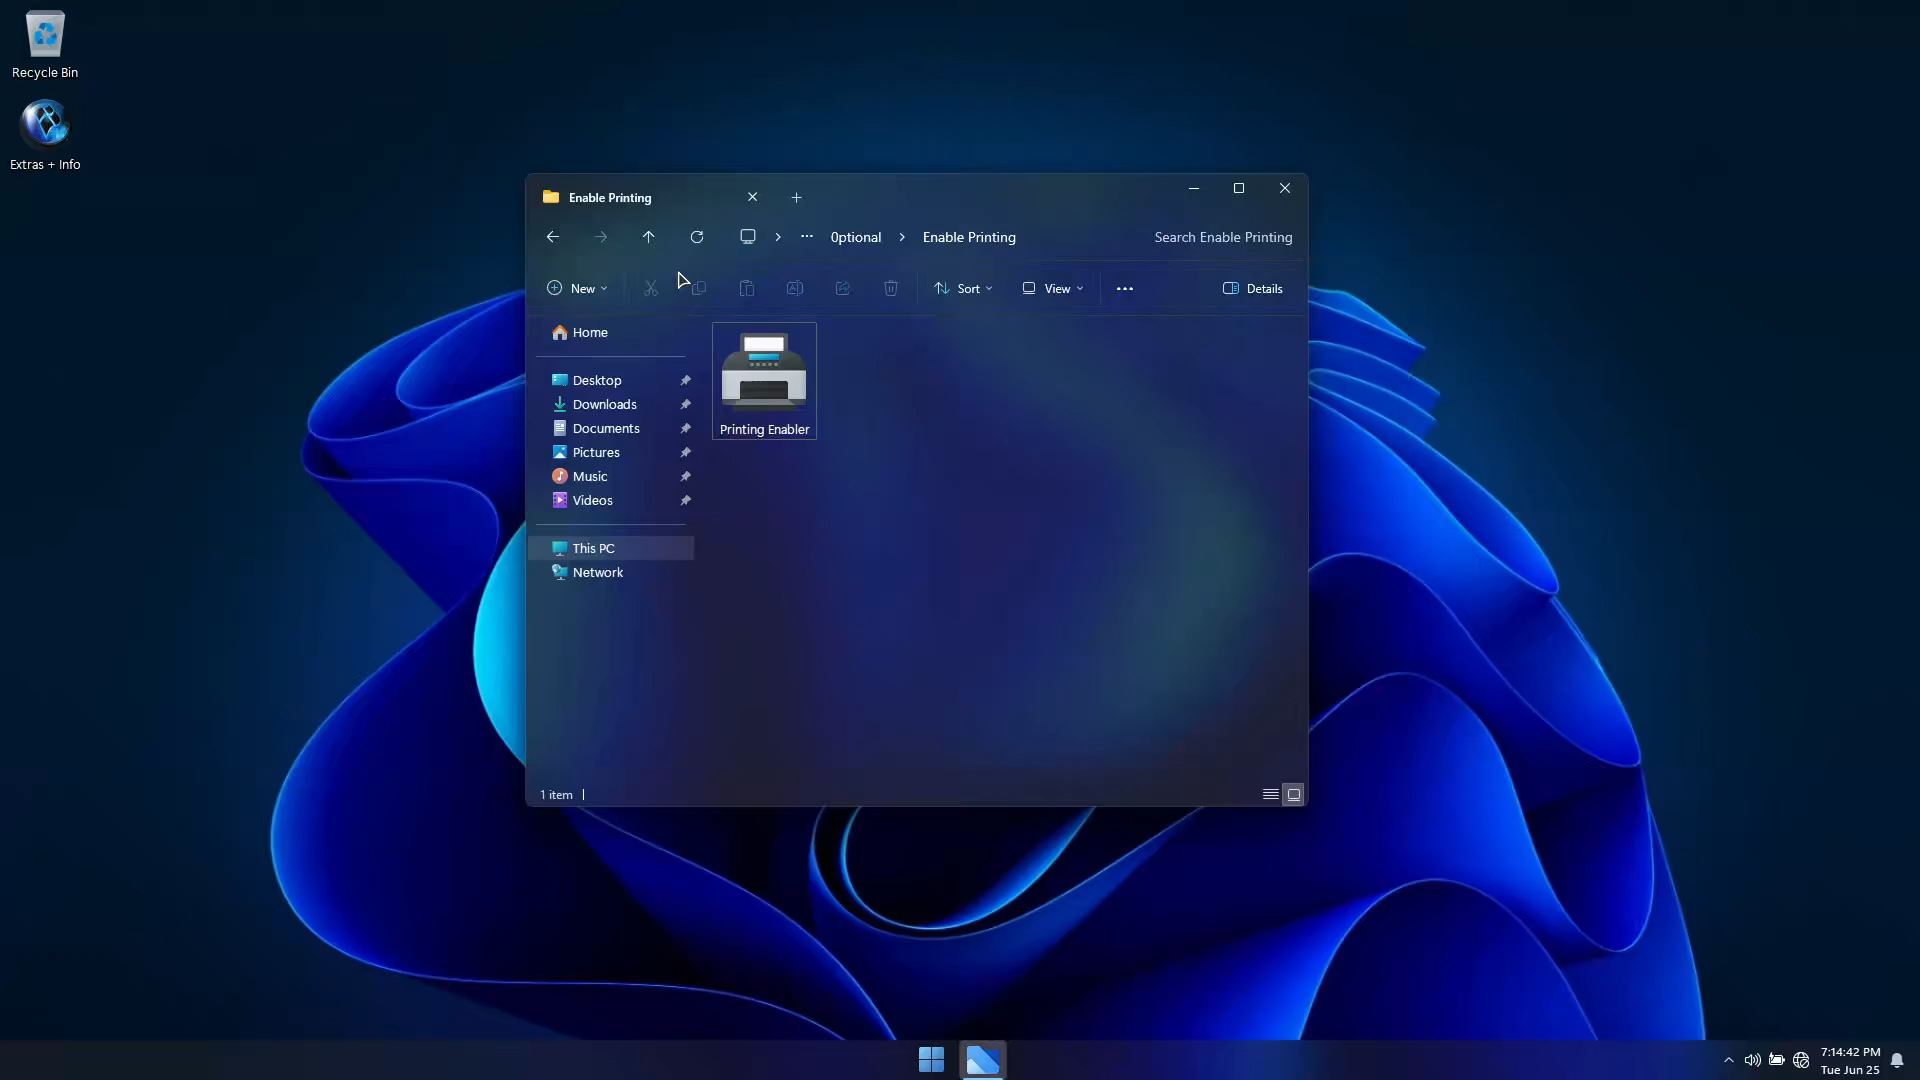 Recycle Bin
Extras + Info
Enable Printing
0ptional
Enable Printing
Search Enable Printing
New
Sort
View
Details
Home
Desktop
Downloads
Documents
Pictures
Music
Videos
This PC
Network
Printing Enabler
1 item
7:14:42 PM
Tue Jun 25